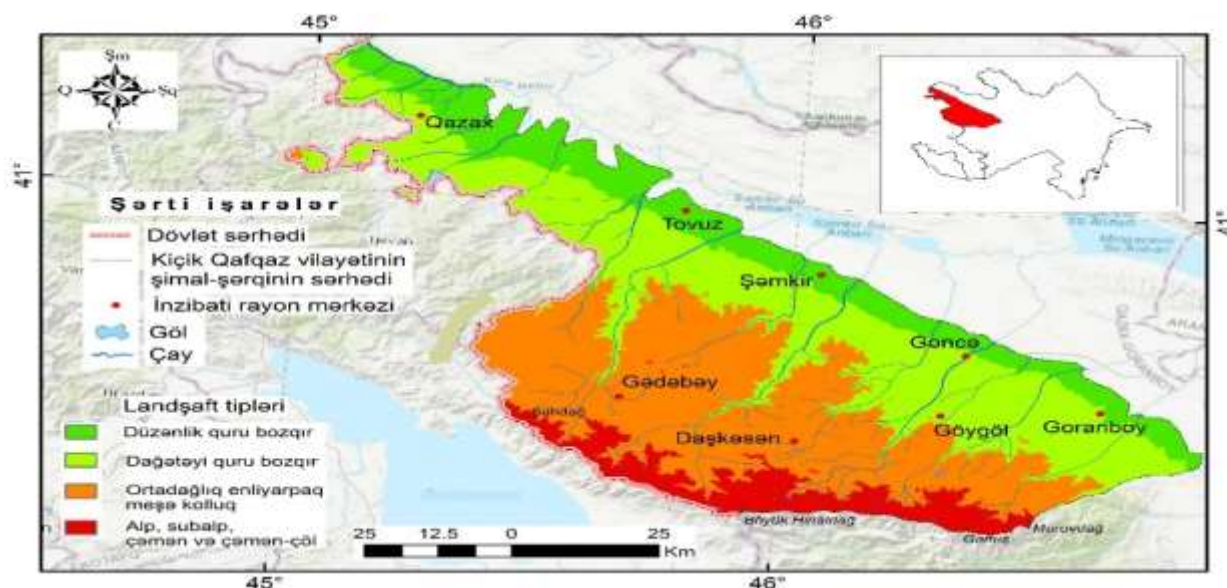 45°
46°
Şm
Q Şq
C
41°
41°
Qazax
Tovuz
Şəmkir
Gəncə
Gədəbəy
Daşkəsən
Göygöl
Goranboy
Böyük Hinaldağ
Murovdağ
Şərti işarələr
Dövlət sərhədi
Kiçik Qafqaz vilayətinin
şimal-şərqinin sərhədi
İnzibati rayon mərkəzi
Göl
Çay
Landşaft tipləri
Düzənlik quru bozqır
Dağətəyi quru bozqır
Ortadağlıq enliyarpaq
meşə kolluq
Alp, subalp,
çəmən və çəmən-çöl
25 12.5 0 25
Km
45°
46°